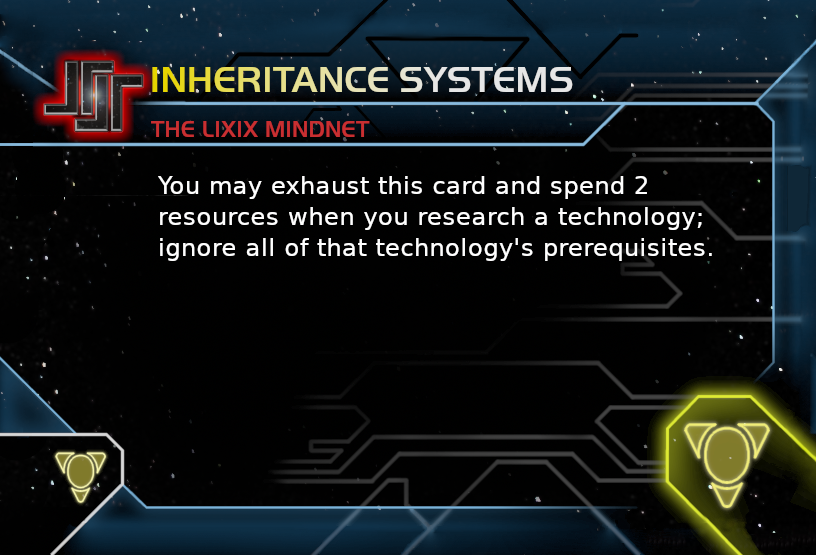 INHERITANCE SYSTEMS
THE LIXIX MINDNET
You may exhaust this card and spend 2
resources when you research a technology;
ignore all of that technology's prerequisites.